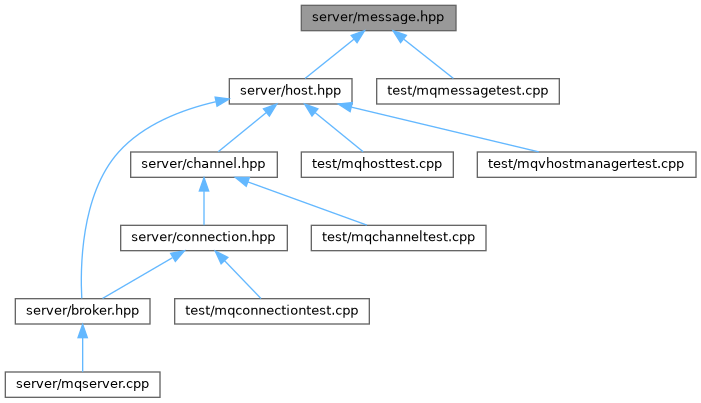 server/message.hpp
server/host.hpp
test/mqmessagetest.cpp
server/channel.hpp
test/mqhosttest.cpp
test/mqvhostmanagertest.cpp
server/connection.hpp
test/mqchanneltest.cpp
server/broker.hpp
test/mqconnectiontest.cpp
server/mqserver.cpp